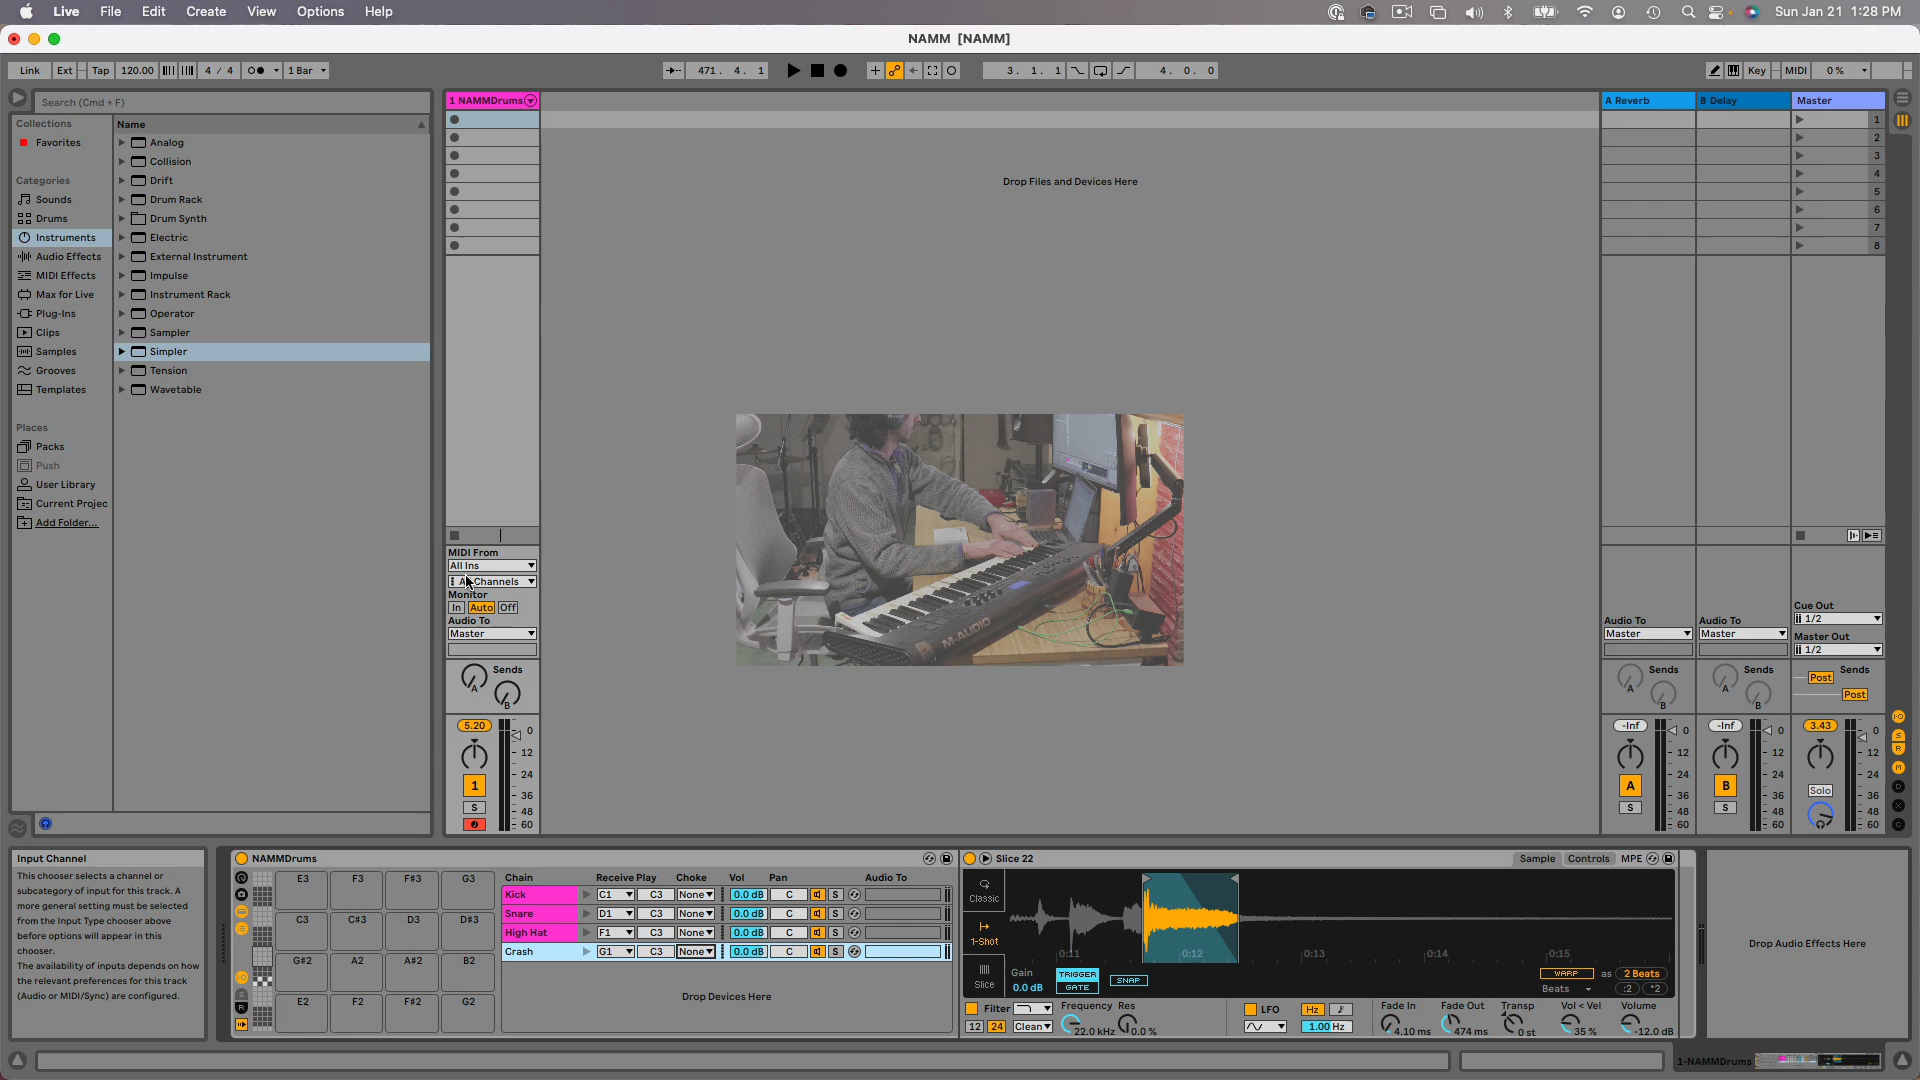 Live File Edit Create View Options Help Sun Jan 21 1:28 PM
NAMM [NAMM]
Link Ext Tap 120.00 4 / 4 1 Bar 471. 4. 1 3. 1. 1 4. 0. 0 Key MIDI 0 %
Search (Cmd + F)
Collections
Favorites
Categories
Sounds
Drums
Instruments
Audio Effects
MIDI Effects
Max for Live
Plug-Ins
Clips
Samples
Grooves
Templates
Places
Packs
Push
User Library
Current Projec
Add Folder...
Name
Analog
Collision
Drift
Drum Rack
Drum Synth
Electric
External Instrument
Impulse
Instrument Rack
Operator
Sampler
Simpler
Tension
Wavetable
1 NAMMDrums
MIDI From
All Ins
Channels
Monitor
In Auto Off
Audio To
Master
Sends
A
B
5.20
0
12
24
36
48
60
1
S
Drop Files and Devices Here
M-AUDIO
A Reverb
Audio To
Master
Sends
A
B
-Inf
0
12
24
36
48
60
A
S
B Delay
Audio To
Master
Sends
A
B
-Inf
0
12
24
36
48
60
B
S
Master
1
2
3
4
5
6
7
8
Cue Out
1/2
Master Out
1/2
Sends
Post
Post
3.43
0
12
24
36
48
60
Solo
Input Channel
This chooser selects a channel or
subcategory of input for this track. A
more general setting must be selected
from the Input Type chooser above
before options will appear in this
chooser.
The availability of inputs depends on how
the relevant preferences for this track
(Audio or MIDI/Sync) are configured.
NAMMDrums
E3 F3 F#3 G3
C3 C#3 D3 D#3
G#2 A2 A#2 B2
E2 F2 F#2 G2
Chain Receive Play Choke Vol Pan Audio To
Kick C1 C3 None 0.0 dB C S
Snare D1 C3 None 0.0 dB C S
High Hat F1 C3 None 0.0 dB C S
Crash G1 C3 None 0.0 dB C S
Drop Devices Here
Slice 22 Sample Controls MPE
Classic
1-Shot
Slice
0:11 0:12 0:13 0:14 0:15
Gain
0.0 dB
TRIGGER
GATE
SNAP
WARP as 2 Beats
Beats :2 *2
Filter Frequency Res LFO Hz Fade In Fade Out Transp Vol < Vel Volume
12 24 Clean 22.0 kHz 0.0 % 1.00 Hz 4.10 ms 474 ms 0 st 35 % -12.0 dB
Drop Audio Effects Here
1-NAMMDrums